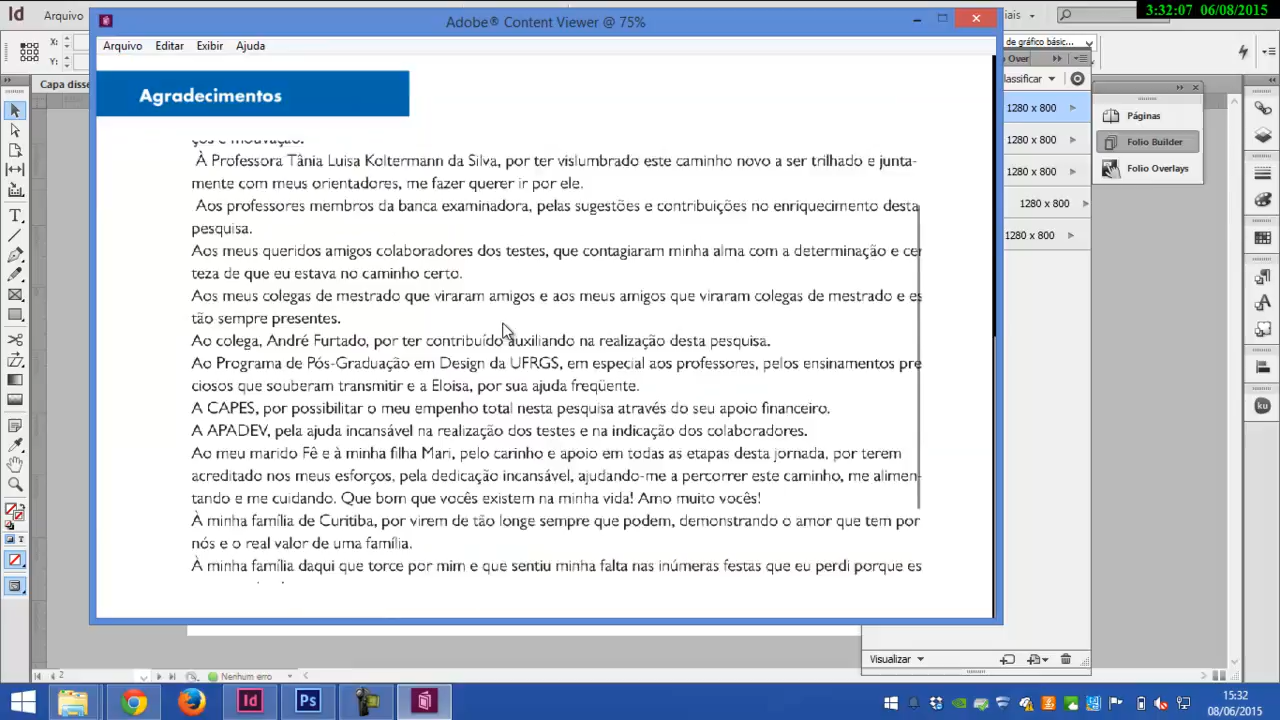 Adobe® Content Viewer @ 75%
3:32:07 06/08/2015
Arquivo
X:
Y:
Arquivo Editar Exibir Ajuda
de gráfico básic...
Capa disse
Agradecimentos
À Professora Tânia Luisa Koltermann da Silva, por ter vislumbrado este caminho novo a ser trilhado e junta-
mente com meus orientadores, me fazer querer ir por ele.
Aos professores membros da banca examinadora, pelas sugestões e contribuições no enriquecimento desta
pesquisa.
Aos meus queridos amigos colaboradores dos testes, que contagiaram minha alma com a determinação e cer
teza de que eu estava no caminho certo.
Aos meus colegas de mestrado que viraram amigos e aos meus amigos que viraram colegas de mestrado e es
tão sempre presentes.
Ao colega, André Furtado, por ter contribuído auxiliando na realização desta pesquisa.
Ao Programa de Pós-Graduação em Design da UFRGS, em especial aos professores, pelos ensinamentos pre
ciosos que souberam transmitir e a Eloisa, por sua ajuda freqüente.
A CAPES, por possibilitar o meu empenho total nesta pesquisa através do seu apoio financeiro.
A APADEV, pela ajuda incansável na realização dos testes e na indicação dos colaboradores.
Ao meu marido Fê e à minha filha Mari, pelo carinho e apoio em todas as etapas desta jornada, por terem
acreditado nos meus esforços, pela dedicação incansável, ajudando-me a percorrer este caminho, me alimen-
tando e me cuidando. Que bom que vocês existem na minha vida! Amo muito vocês!
À minha família de Curitiba, por virem de tão longe sempre que podem, demonstrando o amor que tem por
nós e o real valor de uma família.
À minha família daqui que torce por mim e que sentiu minha falta nas inúmeras festas que eu perdi porque es
Over
lassificar
1280 x 800
1280 x 800
1280 x 800
1280 x 800
1280 x 800
Páginas
Folio Builder
Folio Overlays
ku
Visualizar
2
Nenhum erro
Id
Ps
15:32
08/06/2015